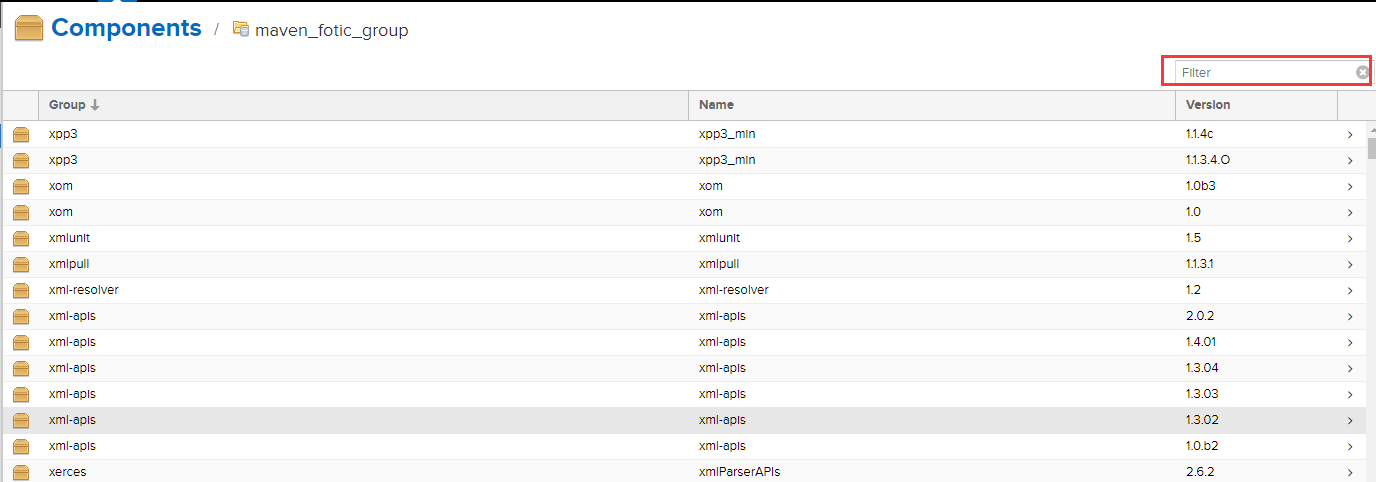 Components / maven_fotic_group
Filter
Group Name Version
xpp3 xpp3_min 1.1.4c
xpp3 xpp3_min 1.1.3.4.O
xom xom 1.0b3
xom xom 1.0
xmlunit xmlunit 1.5
xmlpull xmlpull 1.1.3.1
xml-resolver xml-resolver 1.2
xml-apis xml-apis 2.0.2
xml-apis xml-apis 1.4.01
xml-apis xml-apis 1.3.04
xml-apis xml-apis 1.3.03
xml-apis xml-apis 1.3.02
xml-apis xml-apis 1.0.b2
xerces xmlParserAPIs 2.6.2